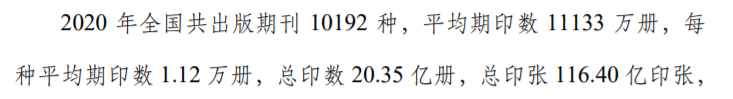 2020 年全国共出版期刊 10192 种，平均期印数 11133 万册，每
种平均期印数 1.12 万册，总印数 20.35 亿册，总印张 116.40 亿印张，